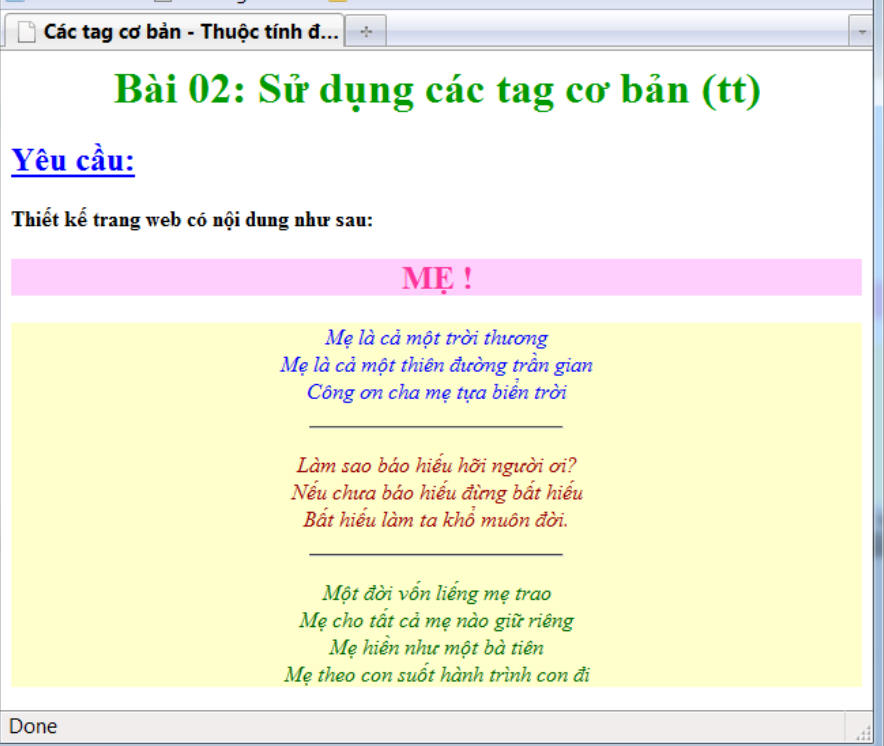 Các tag cơ bản - Thuộc tính đ...
Bài 02: Sử dụng các tag cơ bản (tt)
Yêu cầu:
Thiết kế trang web có nội dung như sau:
MẸ !
Mẹ là cả một trời thương
Mẹ là cả một thiên đường trần gian
Công ơn cha mẹ tựa biển trời
Làm sao báo hiếu hỡi người ơi?
Nếu chưa báo hiếu đừng bất hiếu
Bất hiếu làm ta khổ muôn đời.
Một đời vốn liếng mẹ trao
Mẹ cho tất cả mẹ nào giữ riêng
Mẹ hiền như một bà tiên
Mẹ theo con suốt hành trình con đi
Done